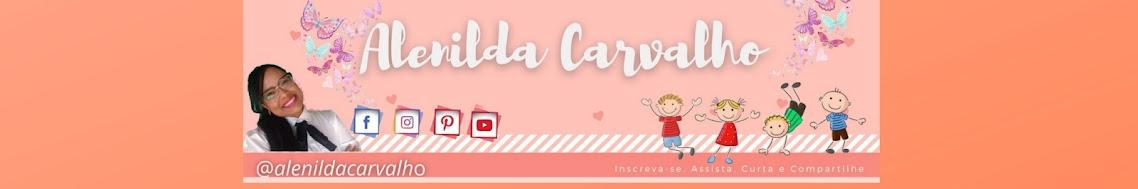 Alenilda Carvalho
@alenildacarvalho
Inscreva-se, Assista, Curta e Compartilhe